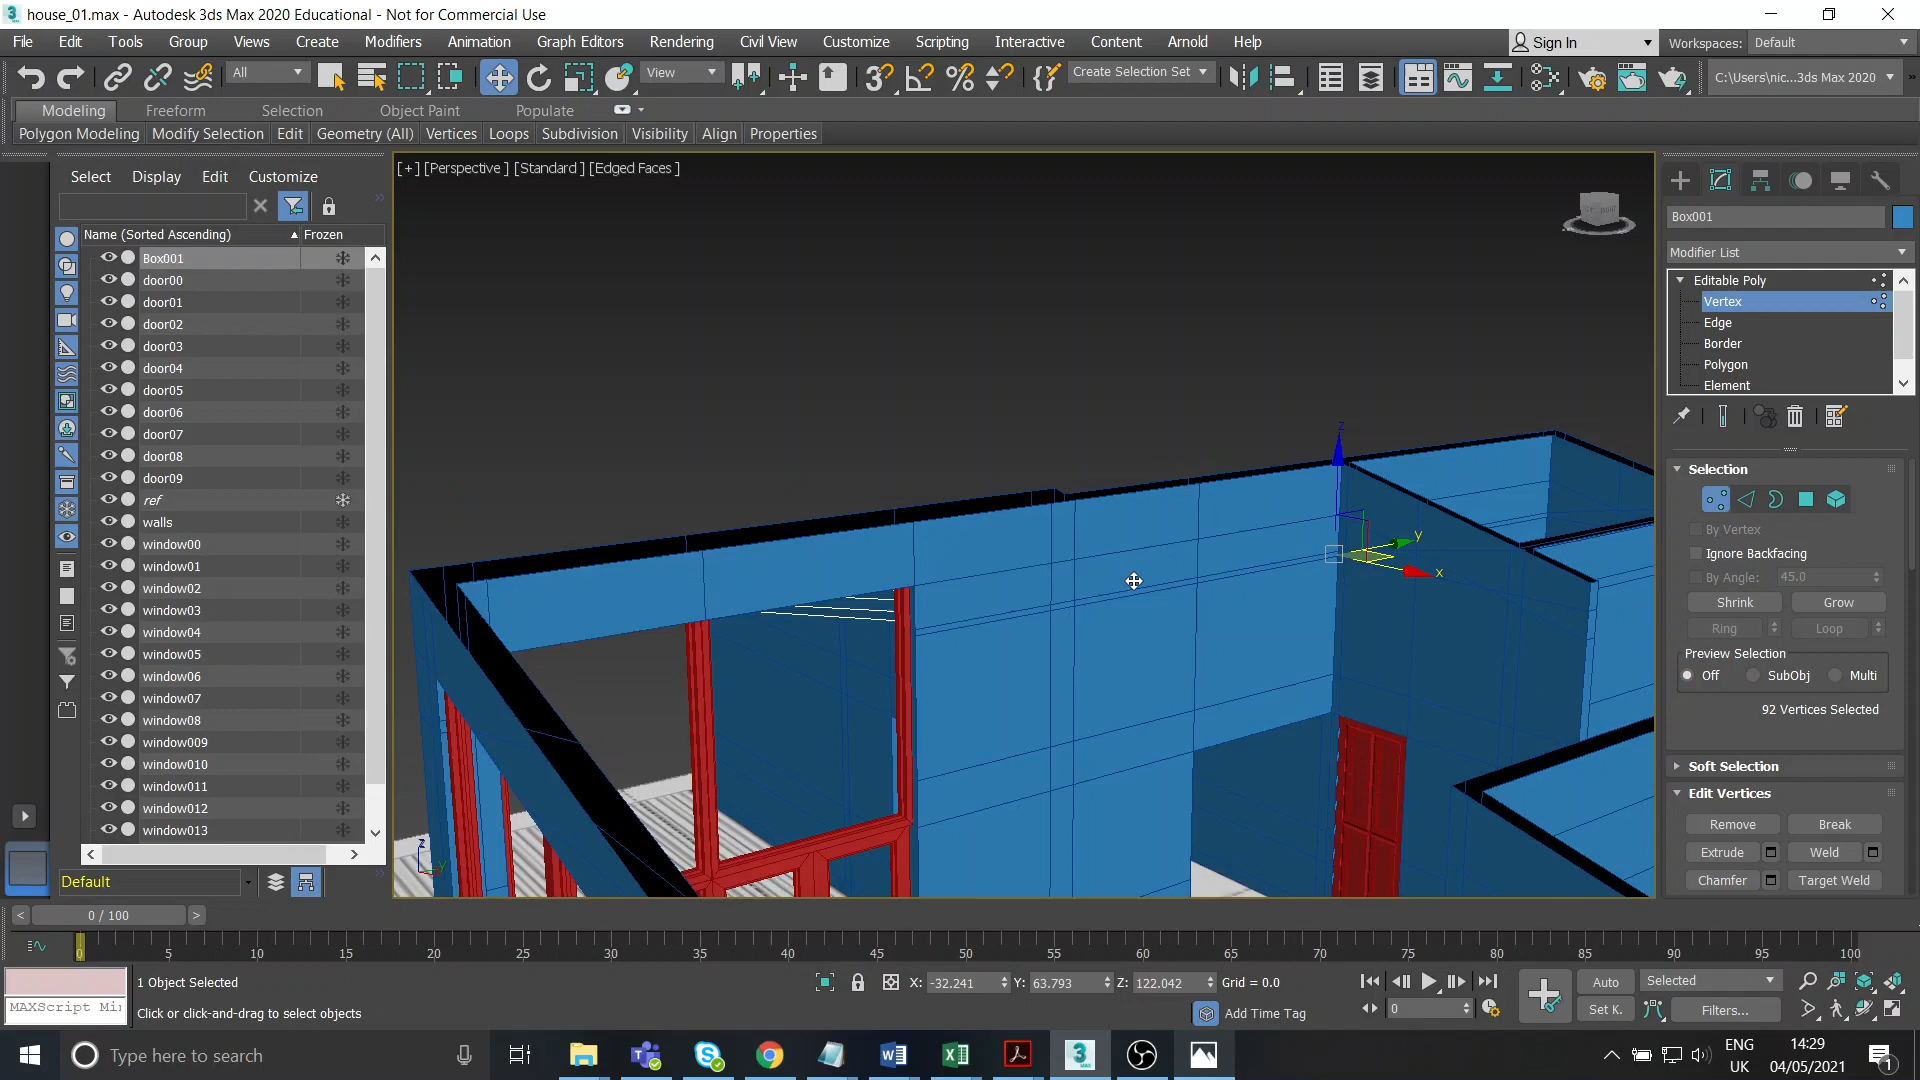 house_01.max - Autodesk 3ds Max 2020 Educational - Not for Commercial Use
File Edit Tools Group Views Create Modifiers Animation Graph Editors Rendering Civil View Customize Scripting Interactive Content Arnold Help
Sign In
Workspaces: Default
All
View
Create Selection Set
C:\Users\nic...3ds Max 2020
Modeling Freeform Selection Object Paint Populate
Polygon Modeling Modify Selection Edit Geometry (All) Vertices Loops Subdivision Visibility Align Properties
Select Display Edit Customize
Name (Sorted Ascending) Frozen
Box001
door00
door01
door02
door03
door04
door05
door06
door07
door08
door09
ref
walls
window00
window01
window02
window03
window04
window05
window06
window07
window08
window009
window010
window011
window012
window013
Default
[+] [Perspective ] [Standard ] [Edged Faces ]
z
y
x
z
y
Box001
Modifier List
Editable Poly
Vertex
Edge
Border
Polygon
Element
Selection
By Vertex
Ignore Backfacing
By Angle: 45.0
Shrink Grow
Ring Loop
Preview Selection
Off SubObj Multi
92 Vertices Selected
Soft Selection
Edit Vertices
Remove Break
Extrude Weld
Chamfer Target Weld
< 0 / 100 >
0 5 10 15 20 25 30 35 40 45 50 55 60 65 70 75 80 85 90 95 100
MAXScript Mi
1 Object Selected
Click or click-and-drag to select objects
X: -32.241 Y: 63.793 Z: 122.042 Grid = 0.0
Add Time Tag
0
Auto Selected
Set K. Filters...
Type here to search
ENG
UK
14:29
04/05/2021
1